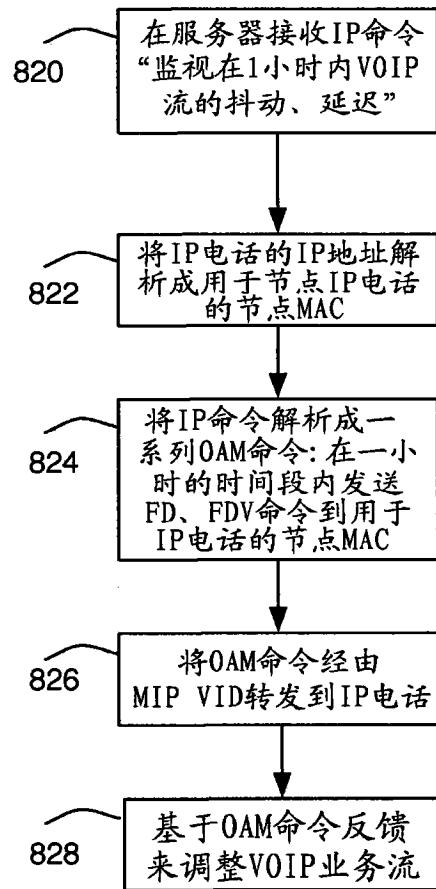 820
在服务器接收IP命令
“监视在1小时内VOIP
流的抖动、延迟”
822
将IP电话的IP地址解
析成用于节点IP电话
的节点MAC
824
将IP命令解析成一
系列OAM命令:在一小
时的时间段内发送
FD、FDV命令到用于
IP电话的节点MAC
826
将OAM命令经由
MIP VID转发到IP电话
828
基于OAM命令反馈
来调整VOIP业务流